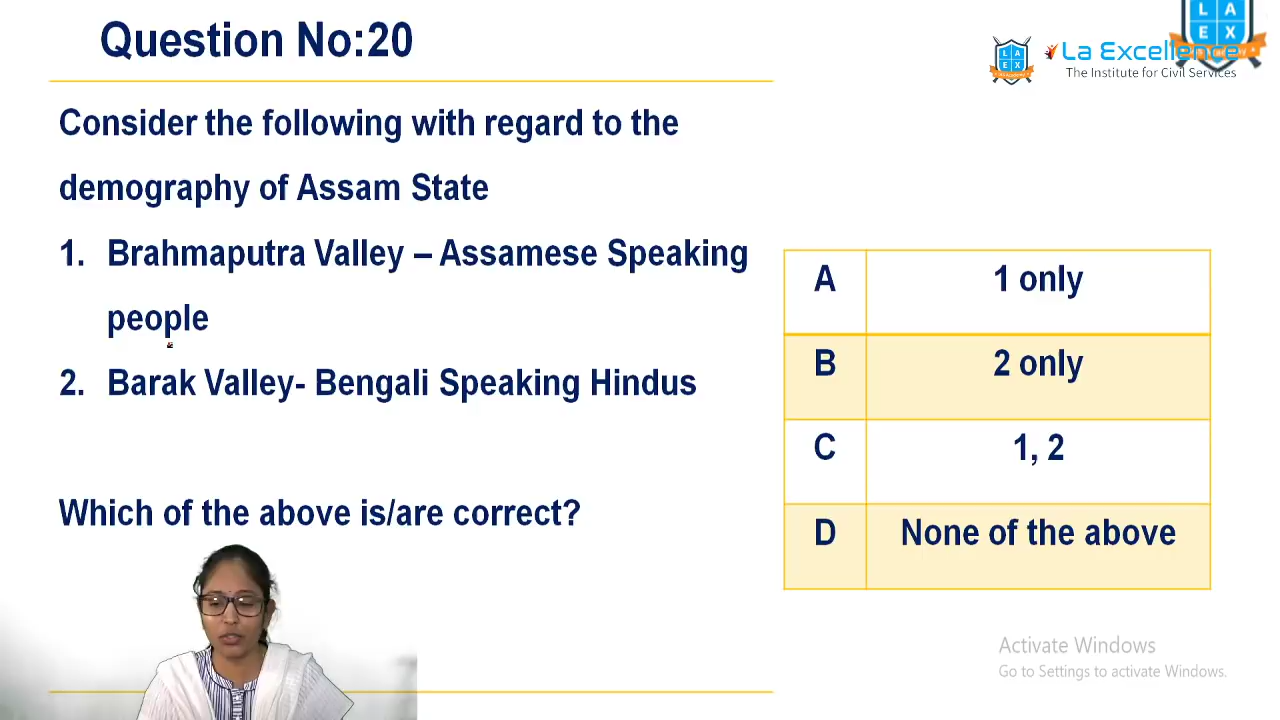 Question No:20
La Excellence
The Institute for Civil Services
L A
E X
L A
E X
Consider the following with regard to the
demography of Assam State
1. Brahmaputra Valley – Assamese Speaking
people
2. Barak Valley- Bengali Speaking Hindus
Which of the above is/are correct?
A 1 only
B 2 only
C 1, 2
D None of the above
Activate Windows
Go to Settings to activate Windows.